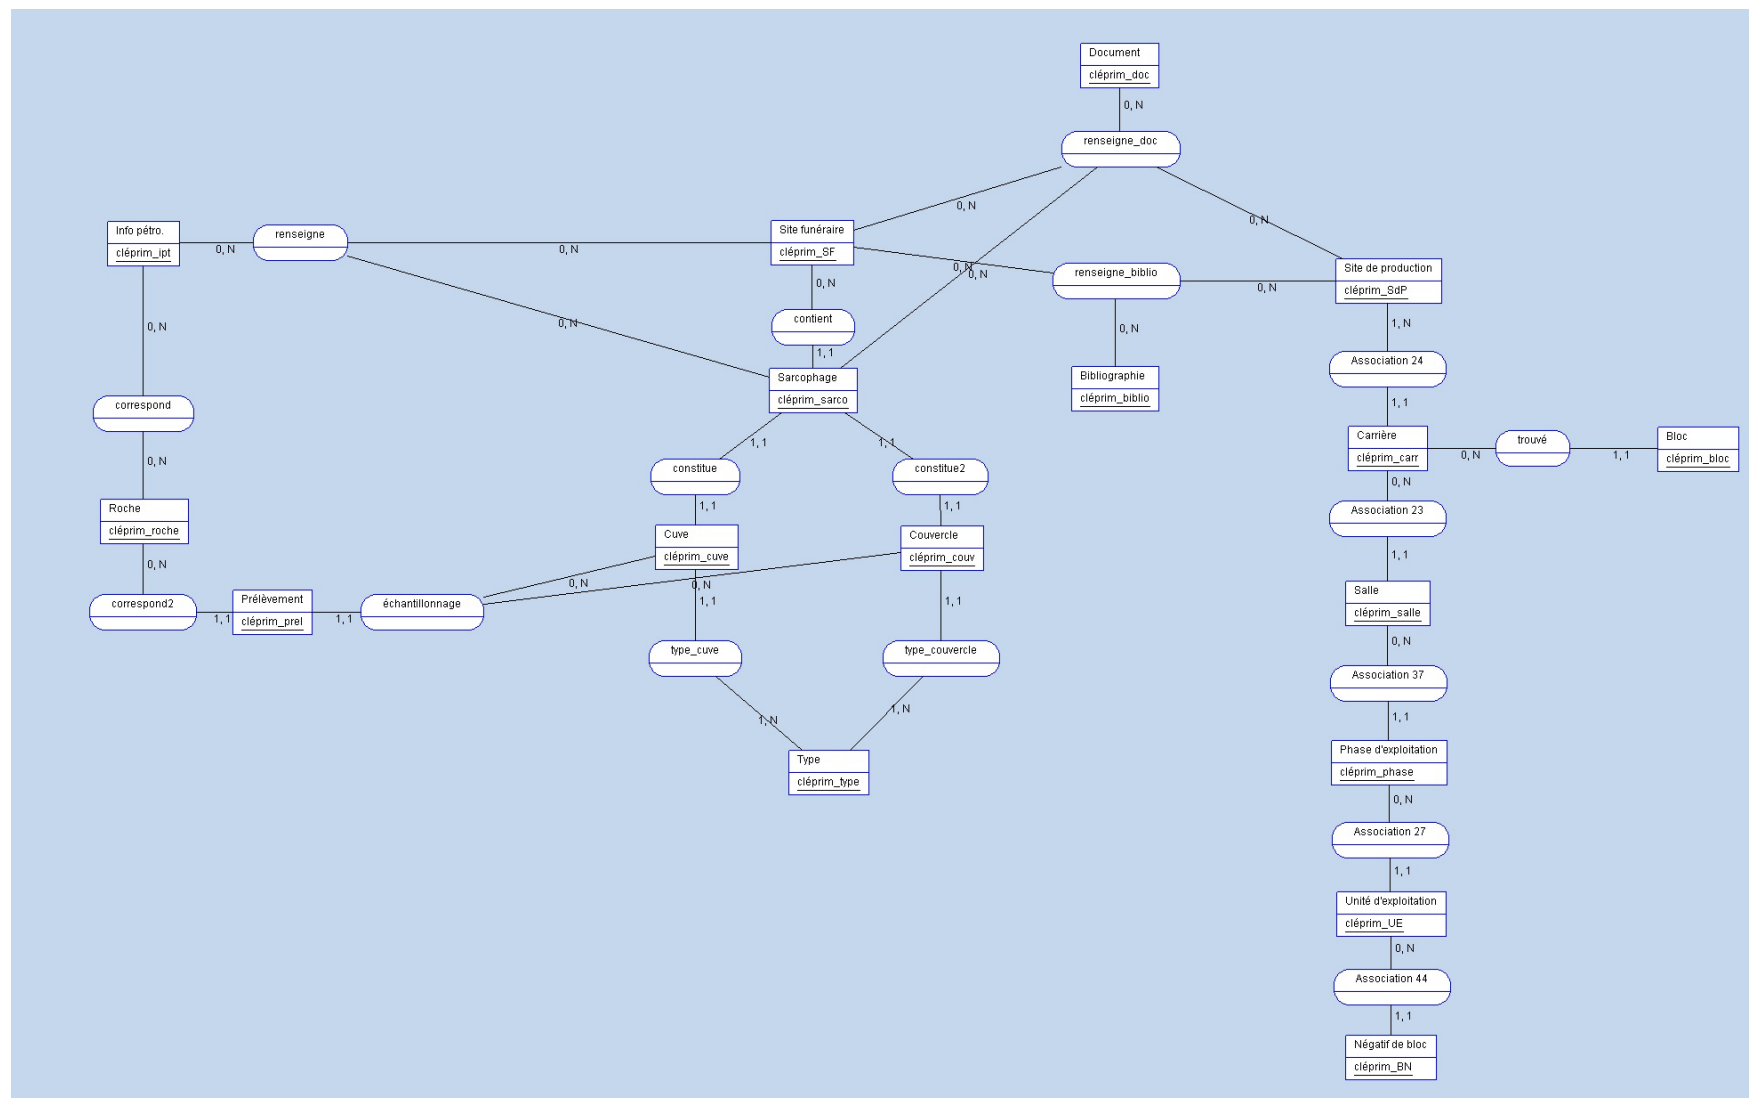 Document
cléprim_doc
0, N
renseigne_doc
0, N
0, N
Info pétro.
cléprim_ipt
0, N
renseigne
0, N
Site funéraire
cléprim_SF
0, N
0, N
renseigne_biblio
0, N
Site de production
cléprim_SdP
0, N
contient
0, N
1, N
0, N
0, N
1, 1
Association 24
Sarcophage
cléprim_sarco
Bibliographie
cléprim_biblio
1, 1
correspond
Carrière
cléprim_carr
0, N
trouvé
1, 1
Bloc
cléprim_bloc
1, 1
1, 1
0, N
constitue
constitue2
0, N
Roche
cléprim_roche
1, 1
1, 1
Association 23
Cuve
cléprim_cuve
Couvercle
cléprim_couv
1, 1
0, N
0, N
0, N
Salle
cléprim_salle
correspond2
1, 1
Prélèvement
cléprim_prel
1, 1
échantillonnage
1, 1
1, 1
0, N
type_cuve
type_couvercle
Association 37
1, N
1, N
1, 1
Type
cléprim_type
Phase d'exploitation
cléprim_phase
0, N
Association 27
1, 1
Unité d'exploitation
cléprim_UE
0, N
Association 44
1, 1
Négatif de bloc
cléprim_BN